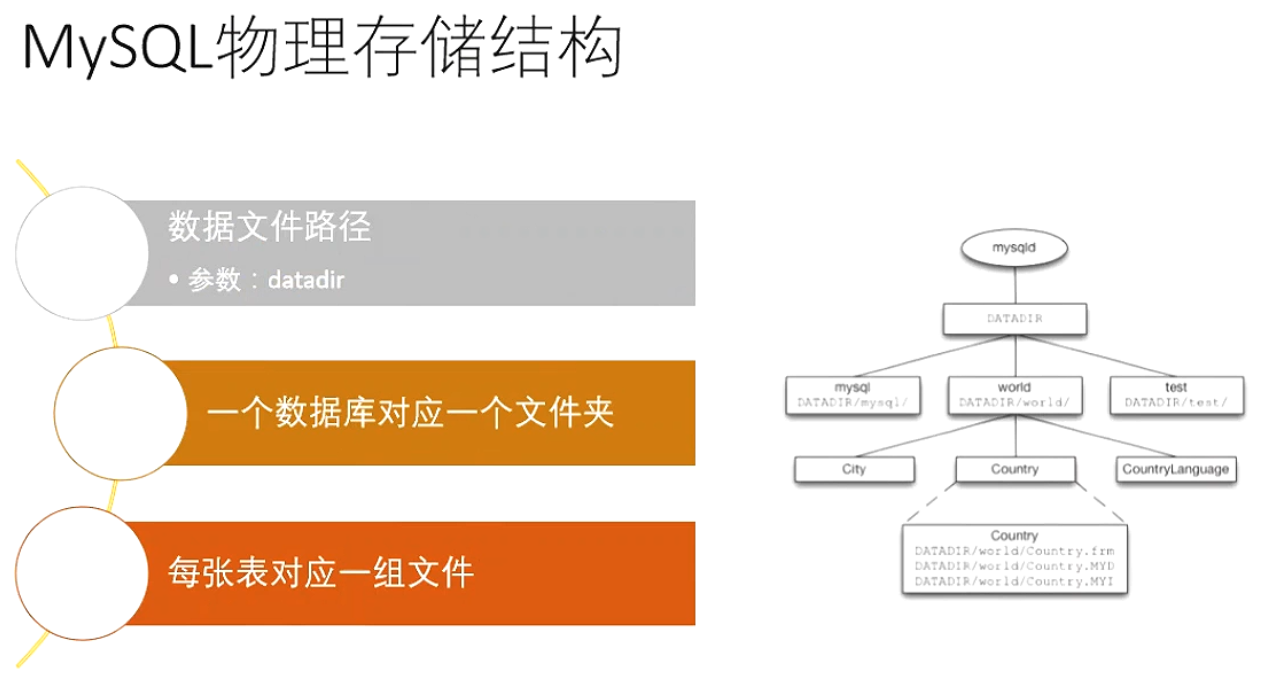 MySQL物理存储结构
数据文件路径
• 参数：datadir
一个数据库对应一个文件夹
每张表对应一组文件
mysqld
DATADIR
mysql
DATADIR/mysql/
world
DATADIR/world/
test
DATADIR/test/
City
Country
CountryLanguage
Country
DATADIR/world/Country.frm
DATADIR/world/Country.MYD
DATADIR/world/Country.MYI